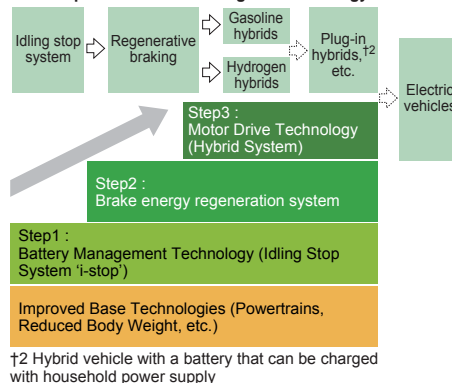 Idling stop
system
Regenerative
braking
Gasoline
hybrids
Hydrogen
hybrids
Plug-in
hybrids,†2
etc.
Electric
vehicles
Step3 :
Motor Drive Technology
(Hybrid System)
Step2 :
Brake energy regeneration system
Step1 :
Battery Management Technology (Idling Stop
System ‘i-stop’)
Improved Base Technologies (Powertrains,
Reduced Body Weight, etc.)
†2 Hybrid vehicle with a battery that can be charged
with household power supply